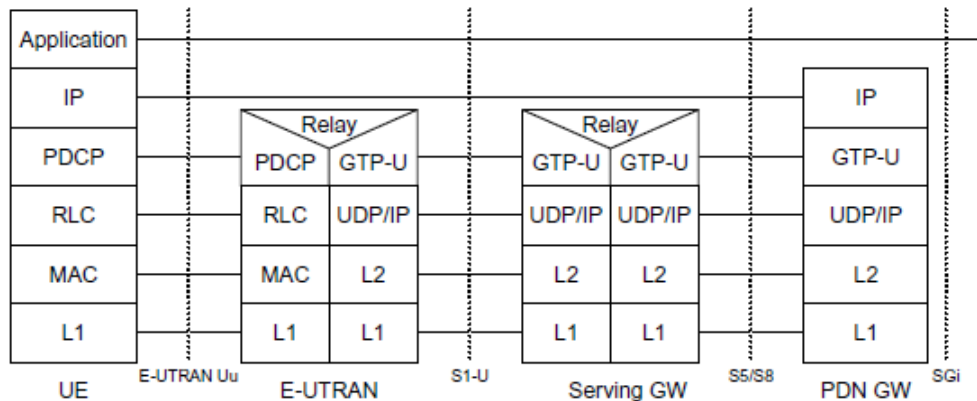 Application
IP IP
Relay Relay
PDCP PDCP GTP-U GTP-U GTP-U GTP-U
RLC RLC UDP/IP UDP/IP UDP/IP UDP/IP
MAC MAC L2 L2 L2 L2
L1 L1 L1 L1 L1 L1
E-UTRAN Uu S1-U S5/S8 SGi
UE E-UTRAN Serving GW PDN GW